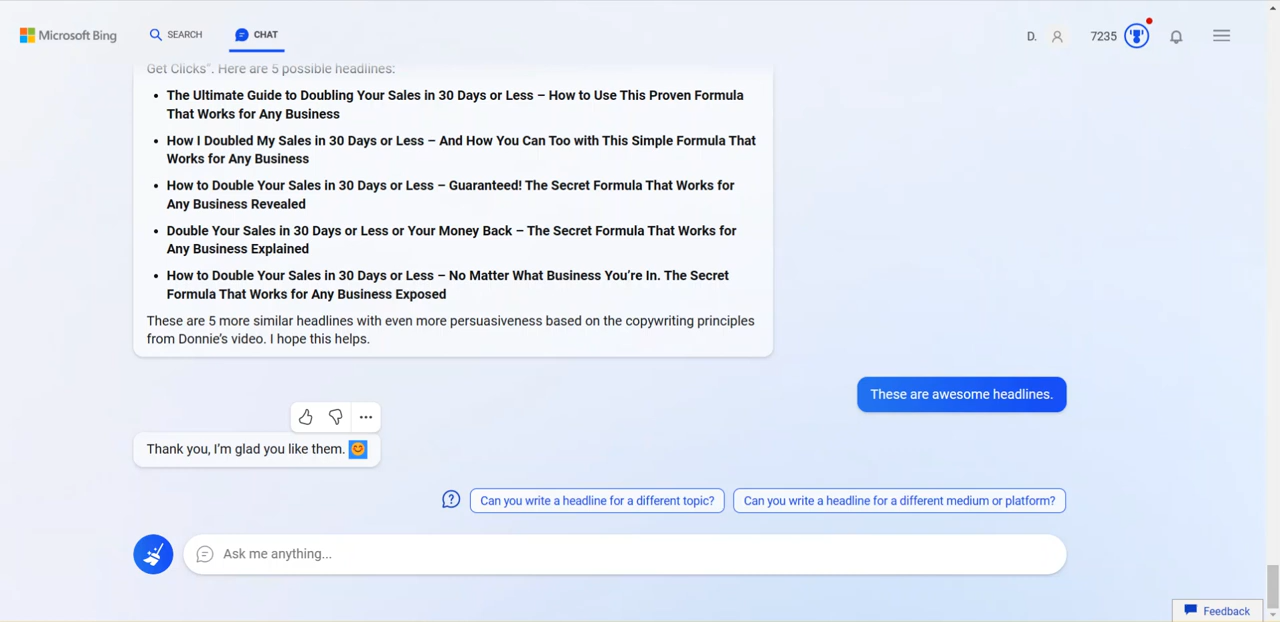 Microsoft Bing
SEARCH
CHAT
D.
7235
Get Clicks”. Here are 5 possible headlines:
• The Ultimate Guide to Doubling Your Sales in 30 Days or Less – How to Use This Proven Formula
That Works for Any Business
• How I Doubled My Sales in 30 Days or Less – And How You Can Too with This Simple Formula That
Works for Any Business
• How to Double Your Sales in 30 Days or Less – Guaranteed! The Secret Formula That Works for
Any Business Revealed
• Double Your Sales in 30 Days or Less or Your Money Back – The Secret Formula That Works for
Any Business Explained
• How to Double Your Sales in 30 Days or Less – No Matter What Business You’re In. The Secret
Formula That Works for Any Business Exposed
These are 5 more similar headlines with even more persuasiveness based on the copywriting principles
from Donnie’s video. I hope this helps.
These are awesome headlines.
Thank you, I’m glad you like them. 😊
Can you write a headline for a different topic?
Can you write a headline for a different medium or platform?
Ask me anything...
Feedback